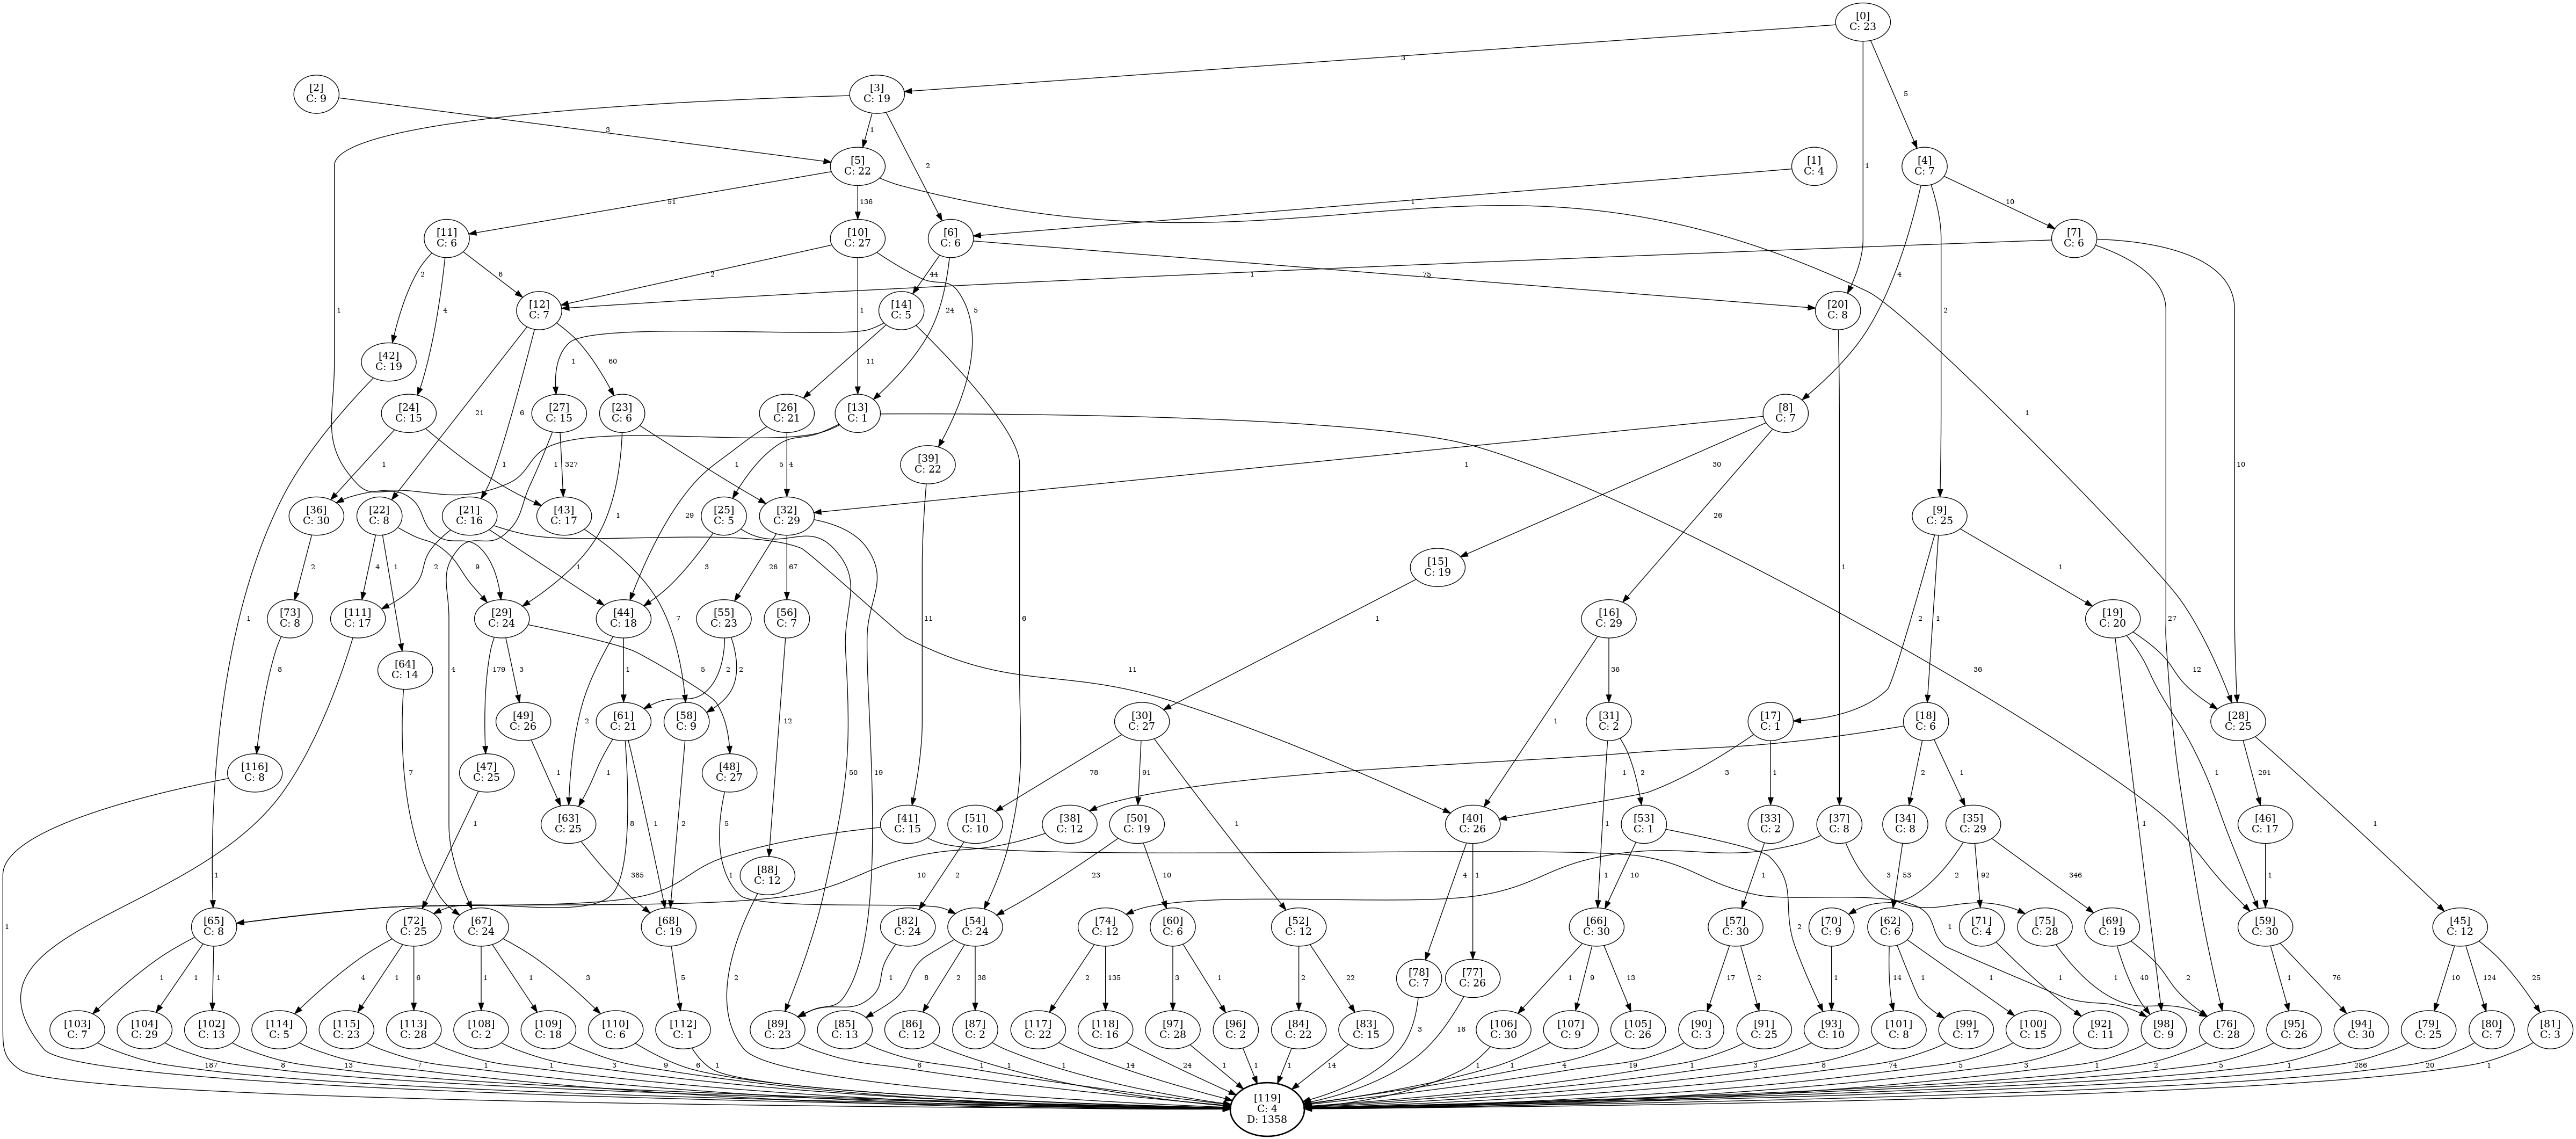 [0]
C: 23
3
[2]
C: 9
[3]
C: 19
5
3
1
[5]
C: 22
2
[1]
C: 4
1
[4]
C: 7
51
136
1
10
[11]
C: 6
[10]
C: 27
[6]
C: 6
[7]
C: 6
2
6
2
44
75
1
4
[12]
C: 7
1
[14]
C: 5
24
5
[20]
C: 8
4
1
2
[42]
C: 19
60
1
11
21
6
[24]
C: 15
[27]
C: 15
[23]
C: 6
[26]
C: 21
[13]
C: 1
[8]
C: 7
1
6
1
1
1
327
1
4
5
[39]
C: 22
1
30
10
[36]
C: 30
[22]
C: 8
[21]
C: 16
[43]
C: 17
1
29
[25]
C: 5
[32]
C: 29
26
[9]
C: 25
27
2
4
1
9
2
1
7
3
26
67
[15]
C: 19
1
1
[73]
C: 8
[111]
C: 17
1
[29]
C: 24
[44]
C: 18
[55]
C: 23
[56]
C: 7
11
6
1
[16]
C: 29
2
1
[19]
C: 20
8
[64]
C: 14
4
179
3
5
1
2
2
11
36
36
12
[49]
C: 26
2
[61]
C: 21
[58]
C: 9
12
[30]
C: 27
1
[31]
C: 2
[17]
C: 1
[18]
C: 6
[28]
C: 25
[116]
C: 8
7
[47]
C: 25
1
1
[48]
C: 27
50
19
78
91
1
2
3
1
1
2
1
1
291
[63]
C: 25
8
1
2
[41]
C: 15
[51]
C: 10
[50]
C: 19
[38]
C: 12
1
[40]
C: 26
1
[53]
C: 1
[33]
C: 2
[37]
C: 8
[34]
C: 8
[35]
C: 29
1
[46]
C: 17
1
1
385
5
[88]
C: 12
1
10
2
23
10
4
1
10
1
3
53
2
92
346
1
[65]
C: 8
[72]
C: 25
[67]
C: 24
[68]
C: 19
[82]
C: 24
[54]
C: 24
[74]
C: 12
[60]
C: 6
[52]
C: 12
[66]
C: 30
[57]
C: 30
2
[70]
C: 9
[62]
C: 6
[71]
C: 4
[75]
C: 28
1
[69]
C: 19
[59]
C: 30
[45]
C: 12
1
1
1
1
4
1
6
1
1
3
5
2
1
8
2
38
2
135
3
1
2
22
[78]
C: 7
[77]
C: 26
1
9
13
17
2
1
14
1
1
1
1
40
2
1
76
10
124
25
[103]
C: 7
[104]
C: 29
[102]
C: 13
[114]
C: 5
[115]
C: 23
[113]
C: 28
[108]
C: 2
[109]
C: 18
[110]
C: 6
[112]
C: 1
[89]
C: 23
[85]
C: 13
[86]
C: 12
[87]
C: 2
[117]
C: 22
[118]
C: 16
[97]
C: 28
[96]
C: 2
[84]
C: 22
[83]
C: 15
3
16
[106]
C: 30
[107]
C: 9
[105]
C: 26
[90]
C: 3
[91]
C: 25
[93]
C: 10
[101]
C: 8
[99]
C: 17
[100]
C: 15
[92]
C: 11
[98]
C: 9
[76]
C: 28
[95]
C: 26
[94]
C: 30
[79]
C: 25
[80]
C: 7
[81]
C: 3
1
187
8
13
7
1
1
3
9
6
1
6
1
1
1
14
24
1
1
1
14
1
1
4
19
1
3
8
74
5
3
1
2
5
1
286
20
1
[119]
C: 4
D: 1358